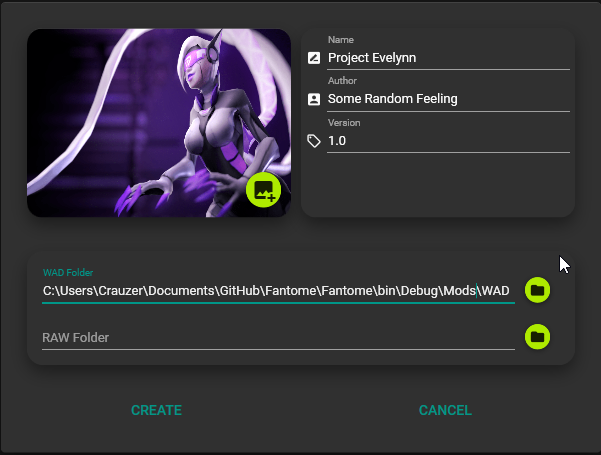 Name
Project Evelynn
Author
Some Random Feeling
Version
1.0
WAD Folder
C:\Users\Crauzer\Documents\GitHub\Fantome\Fantome\bin\Debug\Mods\WAD
RAW Folder
CREATE
CANCEL